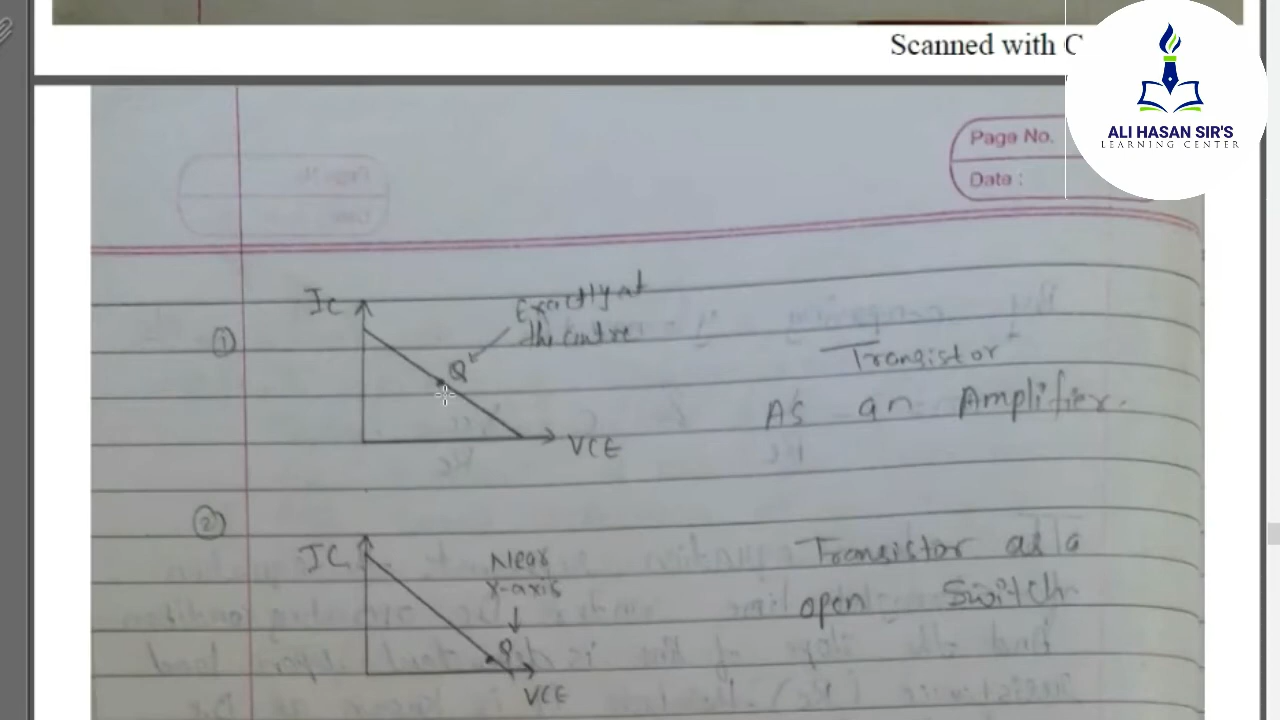 Scanned with C
ALI HASAN SIR'S
LEARNING CENTER
Page No.
Date :
①
IC
Exactly at
the centre
Q
VCE
Transistor
As an Amplifier.
②
IC
Near
X-axis
Q
VCE
Transistor as a
open Switch